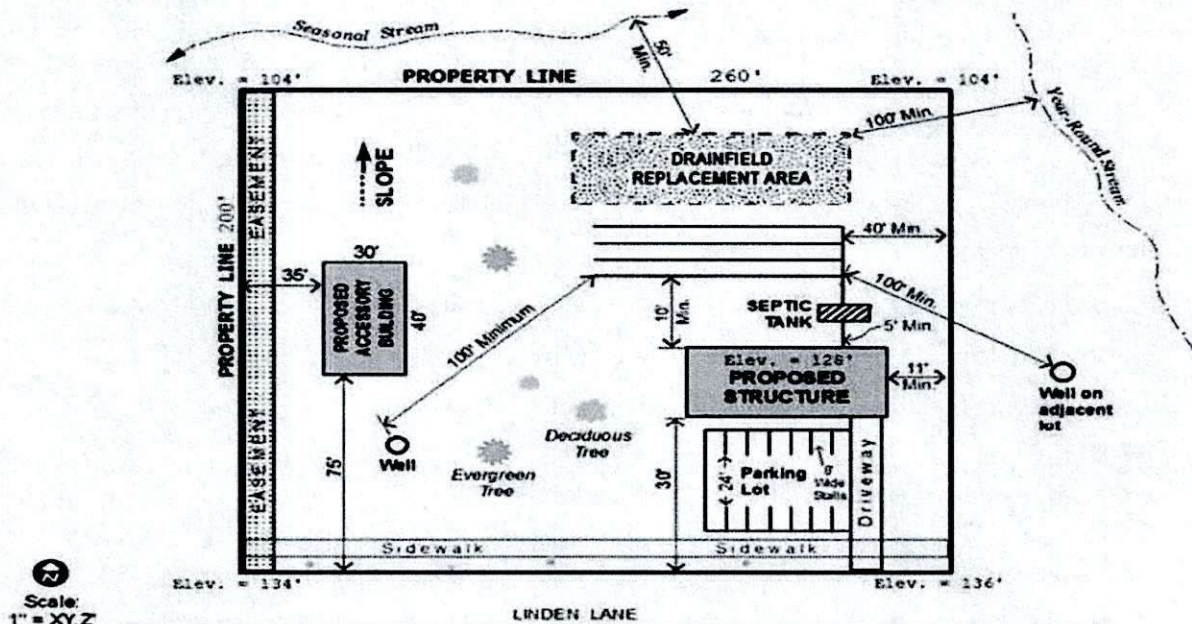 Seasonal Stream
50' Min.
Elev. = 104'
PROPERTY LINE
260'
Elev. = 104'
100' Min
Year-Round Stream
EASEMENT
SLOPE
DRAINFIELD
REPLACEMENT AREA
PROPERTY LINE 200'
35'
30'
PROPOSED
ACCESSORY
BUILDING
40'
40' Min
100' Minimum
10'
Min.
SEPTIC
TANK
100' Min.
5' Min.
Elev. = 126'
PROPOSED
STRUCTURE
11'
Min.
Well on
adjacent
lot
EASEMENT
75'
Well
Deciduous
Tree
Evergreen
Tree
30'
24'
Parking
Lot
Wide
Stalls
Driveway
Sidewalk
Sidewalk
N
Scale:
1" = XY.Z'
Elev. = 134'
Elev. = 136'
LINDEN LANE